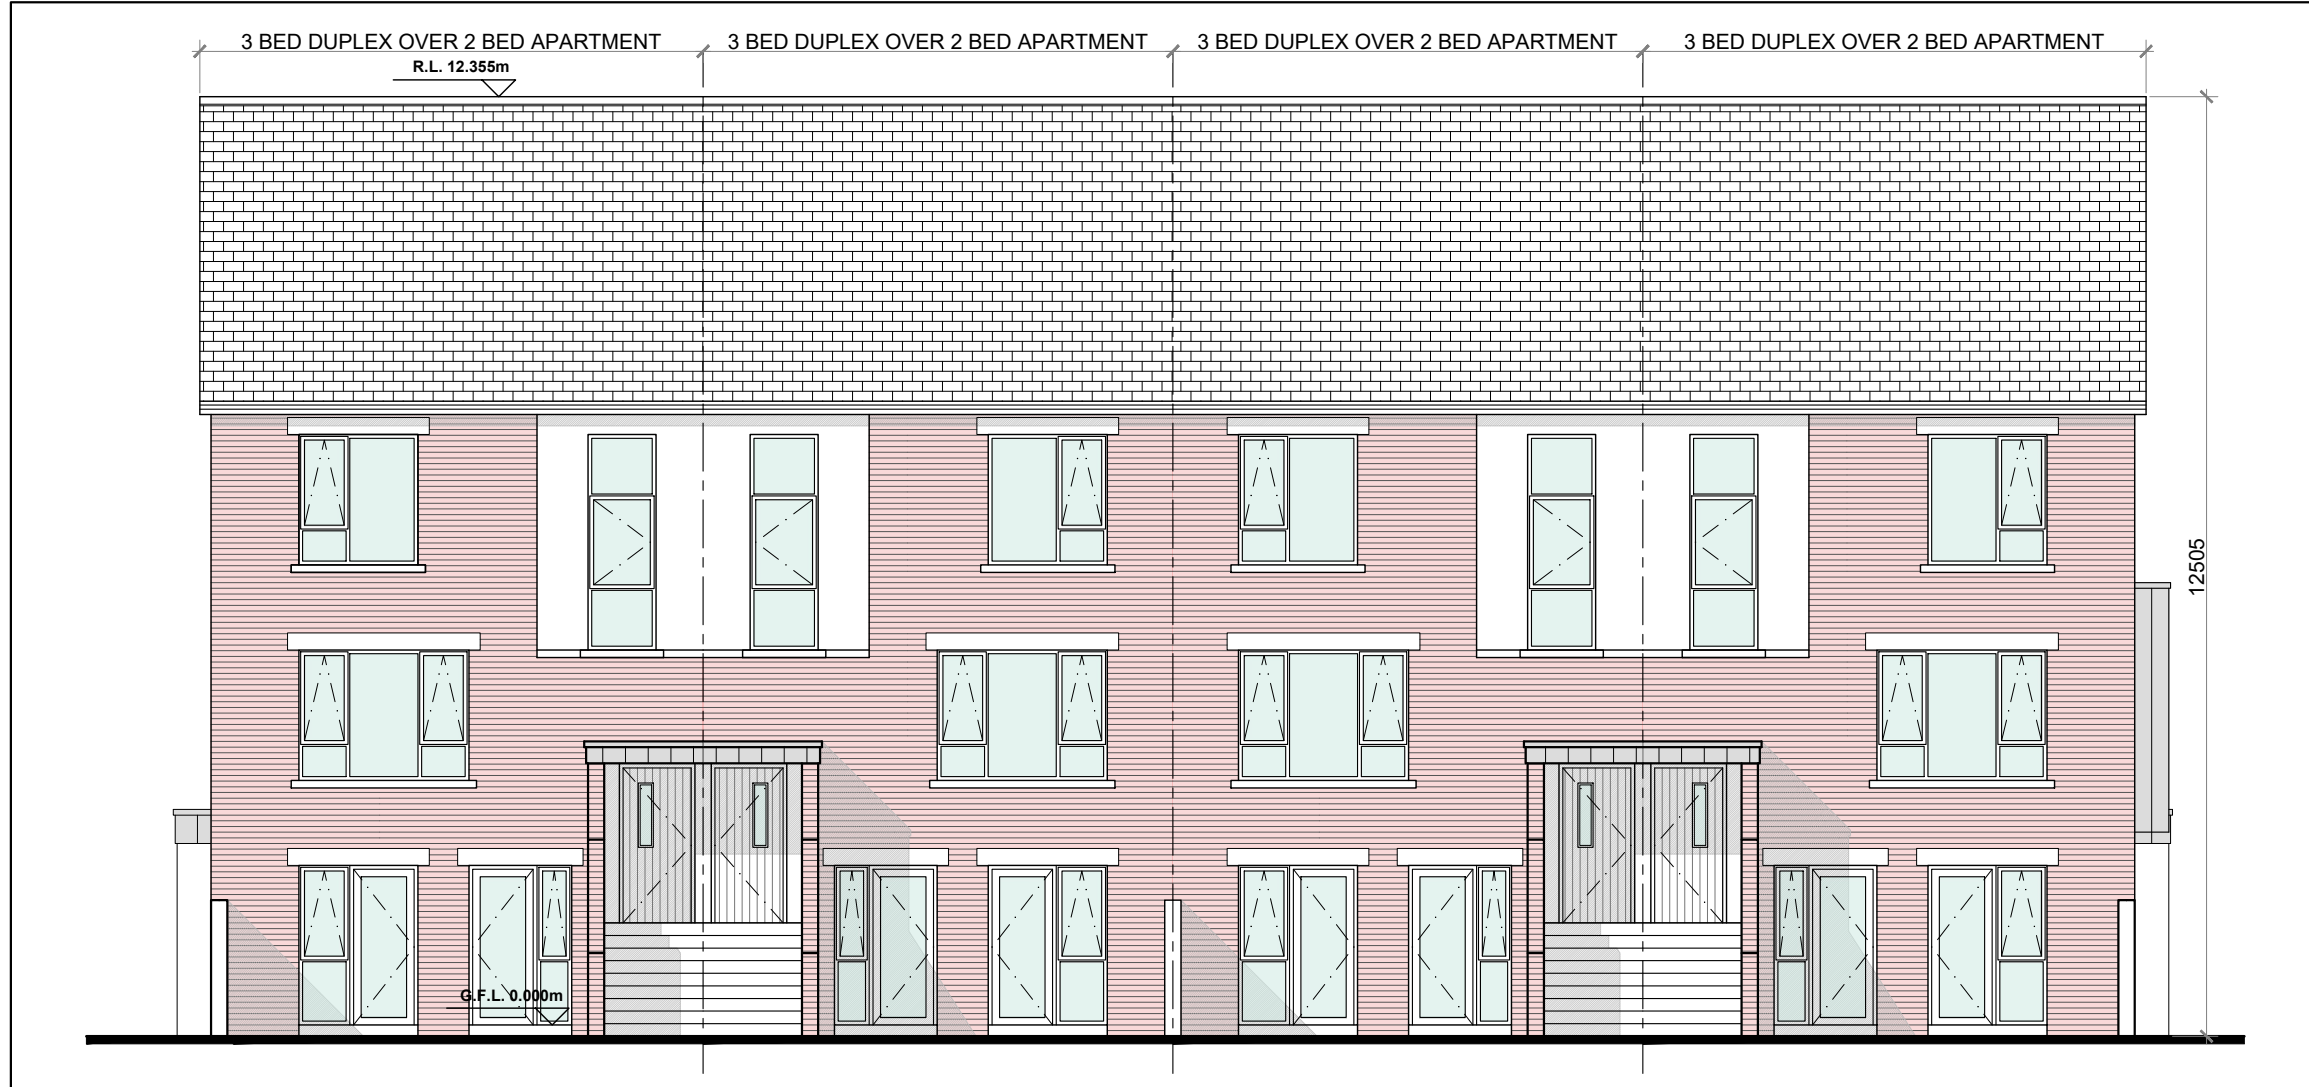 3 BED DUPLEX OVER 2 BED APARTMENT
3 BED DUPLEX OVER 2 BED APARTMENT
3 BED DUPLEX OVER 2 BED APARTMENT
3 BED DUPLEX OVER 2 BED APARTMENT
R.L. 12.355m
12505
G.F.L. 0.000m